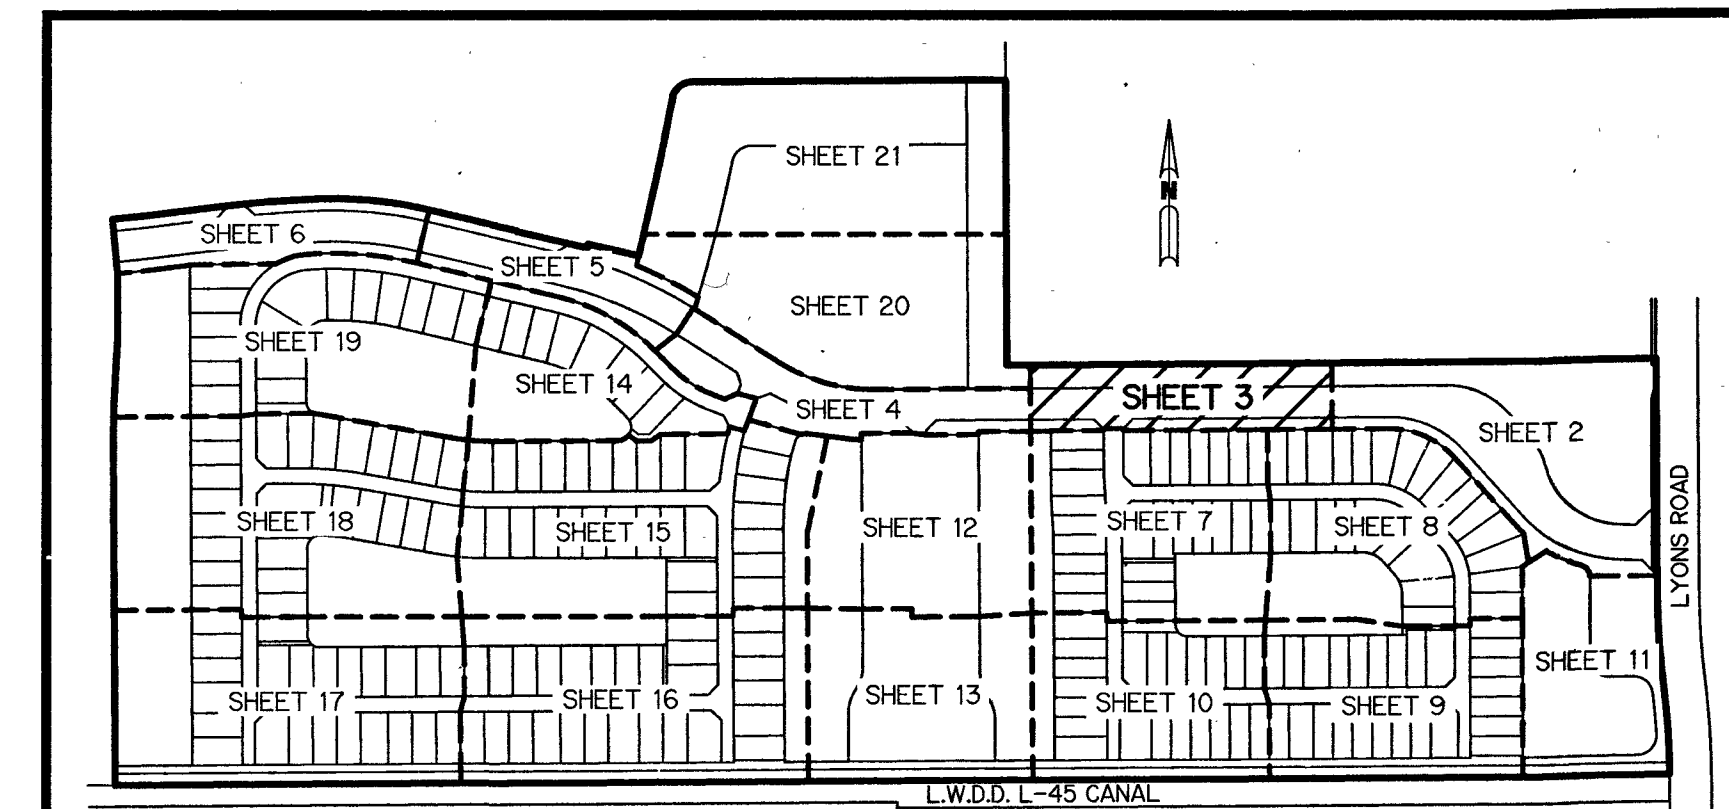 SHEET 21
N
SHEET 6
SHEET 5
SHEET 20
SHEET 19
SHEET 14
SHEET 4
SHEET 3
SHEET 2
SHEET 18
SHEET 15
SHEET 12
SHEET 7
SHEET 8
LYONS ROAD
SHEET 17
SHEET 16
SHEET 13
SHEET 10
SHEET 9
SHEET 11
L.W.D.D. L-45 CANAL